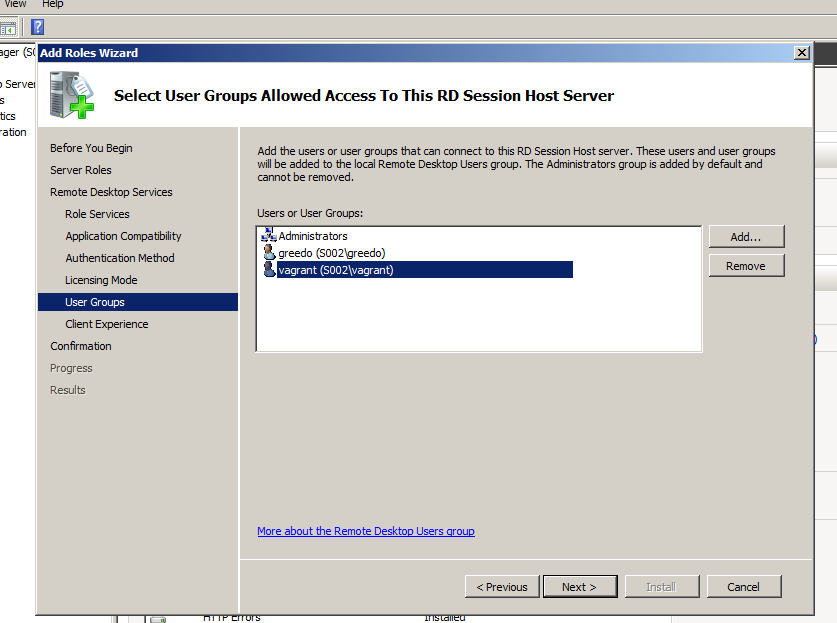 View Help
ager (S0
Add Roles Wizard
Select User Groups Allowed Access To This RD Session Host Server
p Server
s
tics
ration
Before You Begin
Server Roles
Remote Desktop Services
Role Services
Application Compatibility
Authentication Method
Licensing Mode
User Groups
Client Experience
Confirmation
Progress
Results
Add the users or user groups that can connect to this RD Session Host server. These users and user groups
will be added to the local Remote Desktop Users group. The Administrators group is added by default and
cannot be removed.
Users or User Groups:
Administrators
greedo (S002\greedo)
vagrant (S002\vagrant)
Add...
Remove
More about the Remote Desktop Users group
< Previous
Next >
Install
Cancel
HTTP Errors Installed